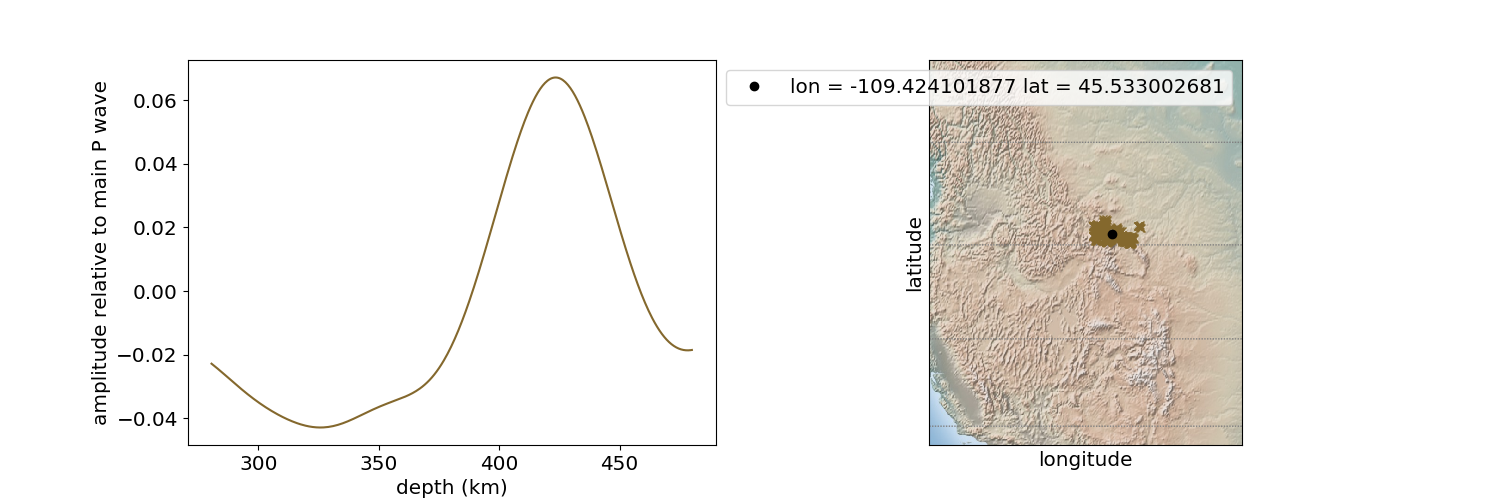 amplitude relative to main P wave
0.06
0.04
0.02
0.00
−0.02
−0.04
300 350 400 450
depth (km)
lon = -109.424101877 lat = 45.533002681
latitude
longitude